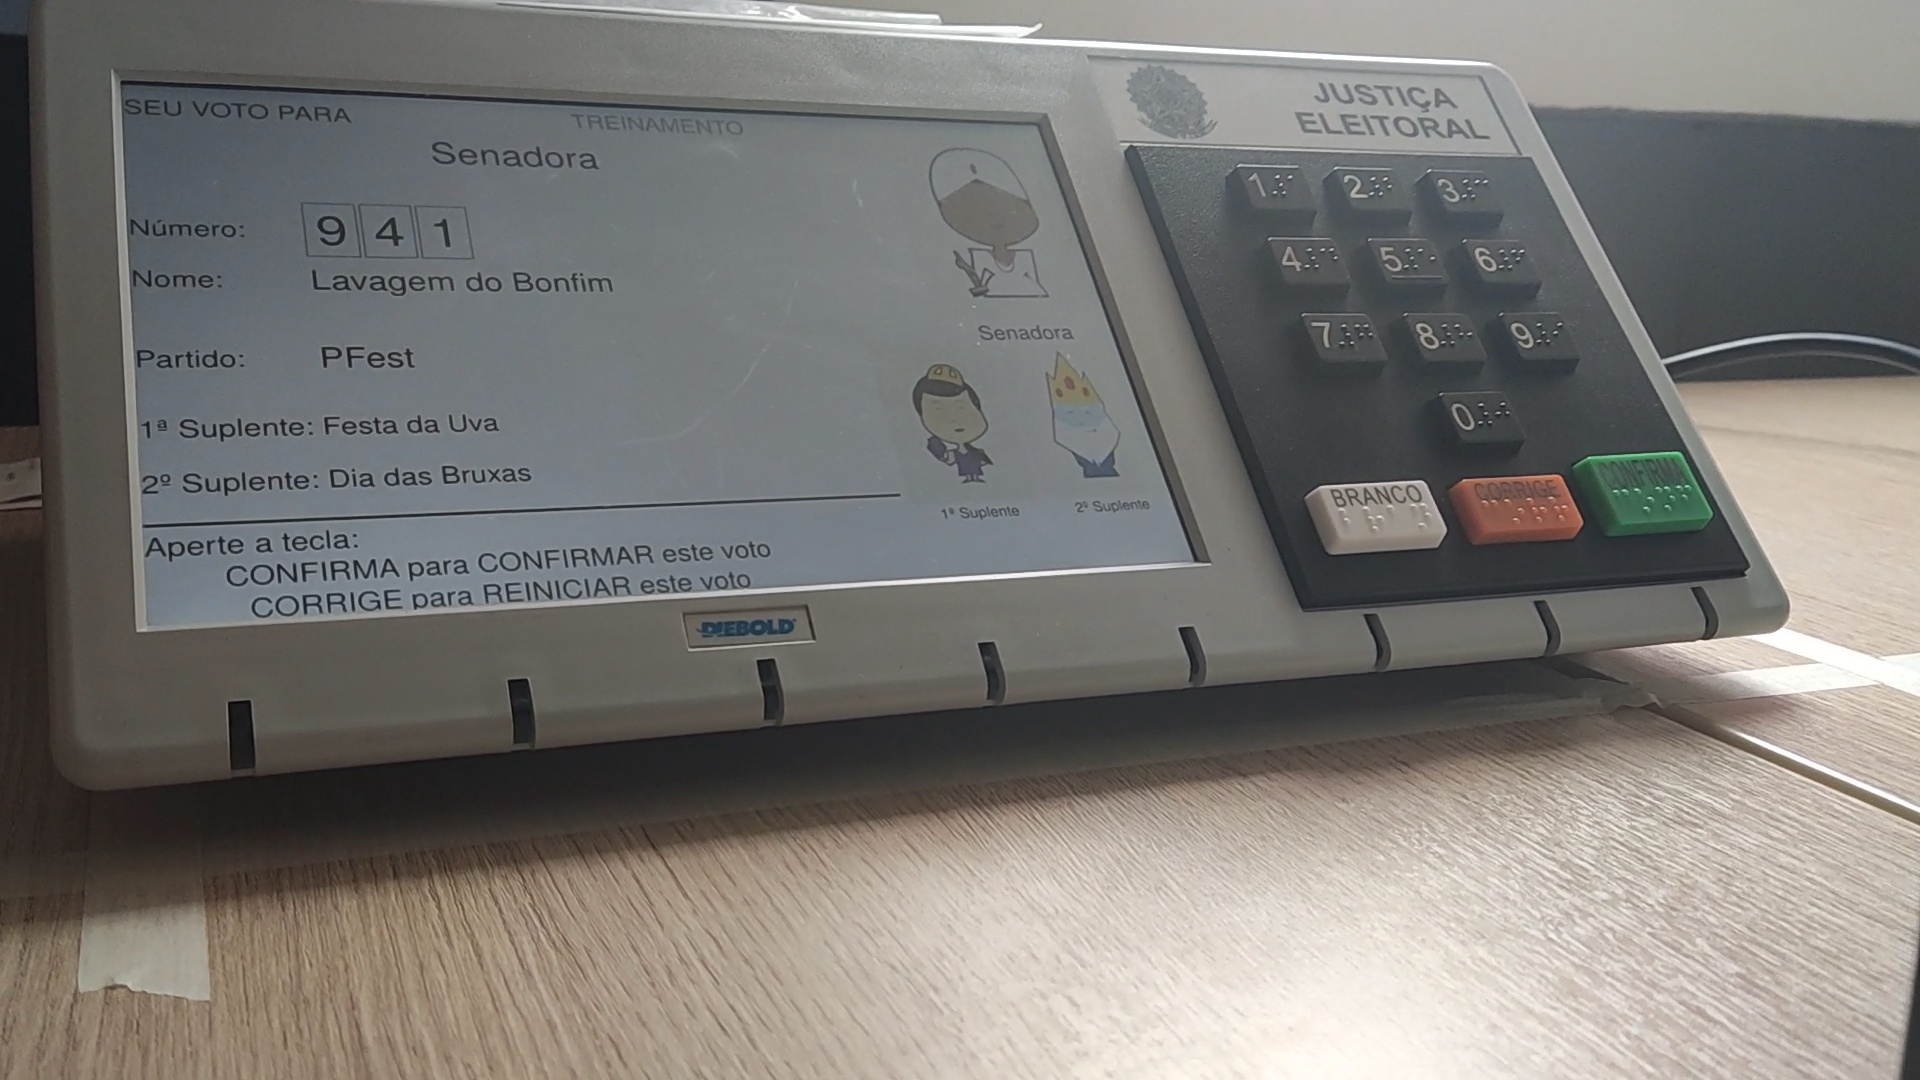 SEU VOTO PARA
TREINAMENTO
Senadora
Número: 9 4 1
Nome: Lavagem do Bonfim
Partido: PFest
1ª Suplente: Festa da Uva
2º Suplente: Dia das Bruxas
Senadora
1ª Suplente
2º Suplente
Aperte a tecla:
CONFIRMA para CONFIRMAR este voto
CORRIGE para REINICIAR este voto
DIEBOLD
JUSTIÇA
ELEITORAL
1 2 3
4 5 6
7 8 9
0
BRANCO CORRIGE CONFIRMA